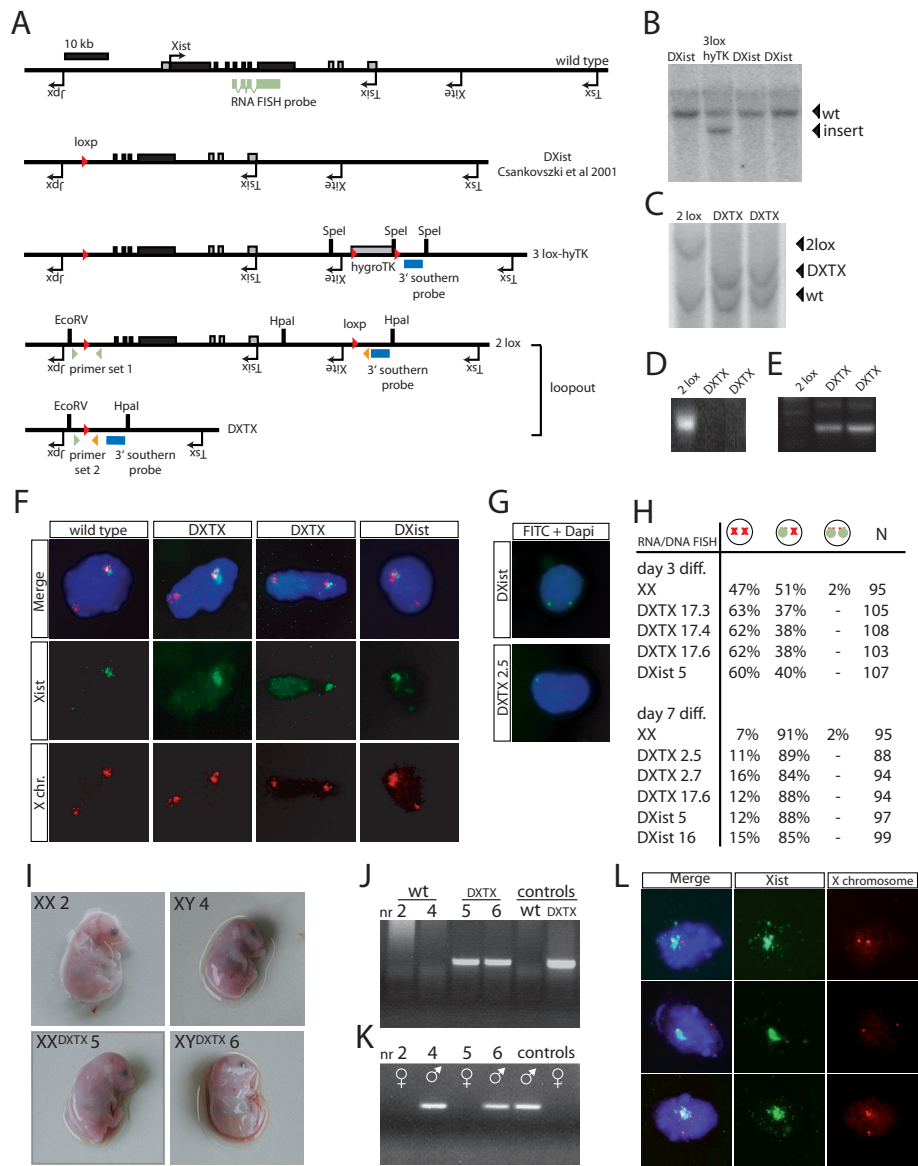 A
10 kb
Xist
wild type
Jpx
RNA FISH probe
Tsix
Xite
Tsx
loxp
DXist
Csankovszki et al 2001
Jpx
Tsix
Xite
Tsx
SpeI
SpeI
SpeI
3 lox-hyTK
Jpx
Tsix
Xite
hygroTK
3' southern
probe
Tsx
EcoRV
HpaI
loxp
HpaI
2 lox
Jpx
primer set 1
Tsix
Xite
3' southern
probe
Tsx
loopout
EcoRV
HpaI
DXTX
Jpx
primer
set 2
3' southern
probe
Tsx
B
DXist
3lox
hyTK
DXist
DXist
wt
insert
C
2 lox
DXTX
DXTX
2lox
DXTX
wt
D
2 lox
DXTX
DXTX
E
2 lox
DXTX
DXTX
F
wild type
DXTX
DXTX
DXist
Merge
Xist
X chr.
G
FITC + Dapi
DXist
DXTX 2.5
H
RNA/DNA FISH
N
day 3 diff.
XX 47% 51% 2% 95
DXTX 17.3 63% 37% - 105
DXTX 17.4 62% 38% - 108
DXTX 17.6 62% 38% - 103
DXist 5 60% 40% - 107
day 7 diff.
XX 7% 91% 2% 95
DXTX 2.5 11% 89% - 88
DXTX 2.7 16% 84% - 94
DXTX 17.6 12% 88% - 94
DXist 5 12% 88% - 97
DXist 16 15% 85% - 99
I
XX 2
XY 4
XX DXTX 5
XY DXTX 6
J
wt
DXTX
controls
nr 2 4 5 6 wt DXTX
K
nr 2 4 5 6 controls
♀ ♂ ♀ ♂ ♂ ♀
L
Merge
Xist
X chromosome